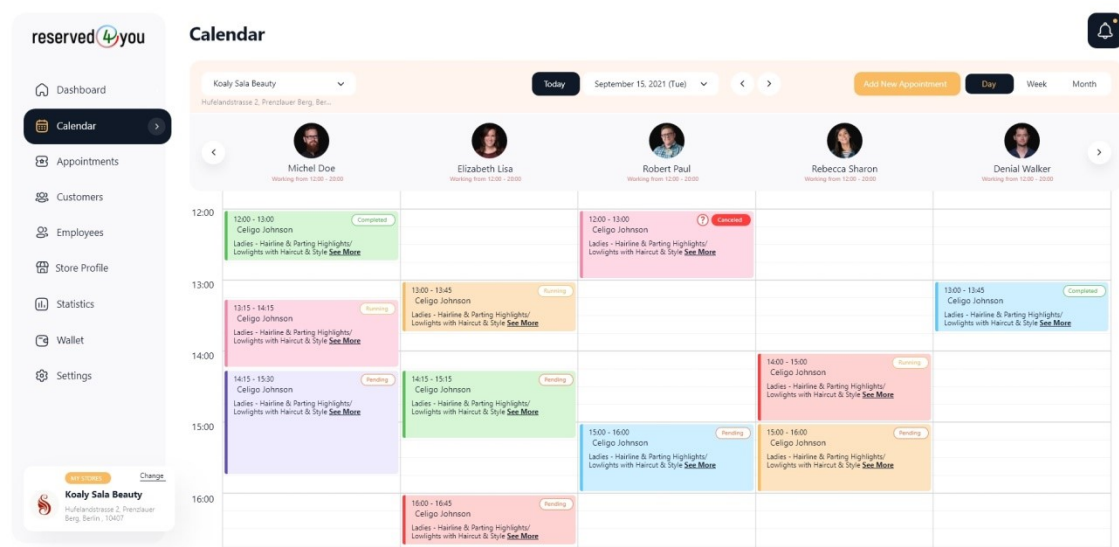 reserved 4 you
Calendar
Dashboard
Calendar
Appointments
Customers
Employees
Store Profile
Statistics
Wallet
Settings
MY STORES
Change
Koaly Sala Beauty
Hufelandstrasse 2, Prenzlauer
Berg, Berlin , 10407
Koaly Sala Beauty
Hufelandstrasse 2, Prenzlauer Berg, Ber...
Today
September 15, 2021 (Tue)
Add New Appointment
Day
Week
Month
Michel Doe
Working from 12:00 - 20:00
Elizabeth Lisa
Working from 12:00 - 20:00
Robert Paul
Working from 12:00 - 20:00
Rebecca Sharon
Working from 12:00 - 20:00
Denial Walker
Working from 12:00 - 20:00
12:00
12:00 - 13:00 Completed
Celigo Johnson
Ladies - Hairline & Parting Highlights/
Lowlights with Haircut & Style See More
12:00 - 13:00 ? Canceled
Celigo Johnson
Ladies - Hairline & Parting Highlights/
Lowlights with Haircut & Style See More
13:00
13:15 - 14:15 Running
Celigo Johnson
Ladies - Hairline & Parting Highlights/
Lowlights with Haircut & Style See More
13:00 - 13:45 Running
Celigo Johnson
Ladies - Hairline & Parting Highlights/
Lowlights with Haircut & Style See More
13:00 - 13:45 Completed
Celigo Johnson
Ladies - Hairline & Parting Highlights/
Lowlights with Haircut & Style See More
14:00
14:15 - 15:30 Pending
Celigo Johnson
Ladies - Hairline & Parting Highlights/
Lowlights with Haircut & Style See More
14:15 - 15:15 Pending
Celigo Johnson
Ladies - Hairline & Parting Highlights/
Lowlights with Haircut & Style See More
14:00 - 15:00 Running
Celigo Johnson
Ladies - Hairline & Parting Highlights/
Lowlights with Haircut & Style See More
15:00
15:00 - 16:00 Pending
Celigo Johnson
Ladies - Hairline & Parting Highlights/
Lowlights with Haircut & Style See More
15:00 - 16:00 Pending
Celigo Johnson
Ladies - Hairline & Parting Highlights/
Lowlights with Haircut & Style See More
16:00
16:00 - 16:45 Pending
Celigo Johnson
Ladies - Hairline & Parting Highlights/
Lowlights with Haircut & Style See More